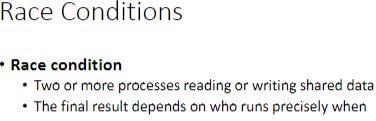 Race Conditions
• Race condition
• Two or more processes reading or writing shared data
• The final result depends on who runs precisely when